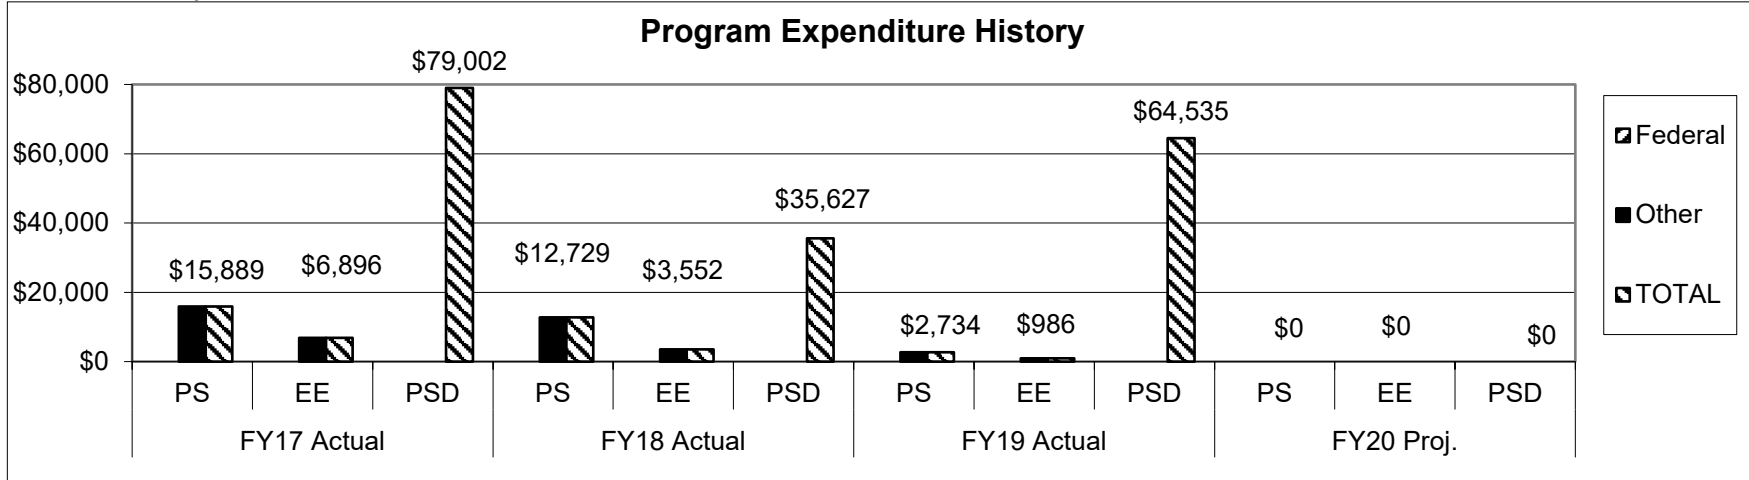 Program Expenditure History
$79,002
$80,000
$64,535
$60,000
$35,627
$40,000
$15,889 $6,896 $12,729 $3,552
$20,000
$2,734 $986 $0 $0 $0
$0
PS EE PSD PS EE PSD PS EE PSD PS EE PSD
FY17 Actual FY18 Actual FY19 Actual FY20 Proj.
Federal
Other
TOTAL